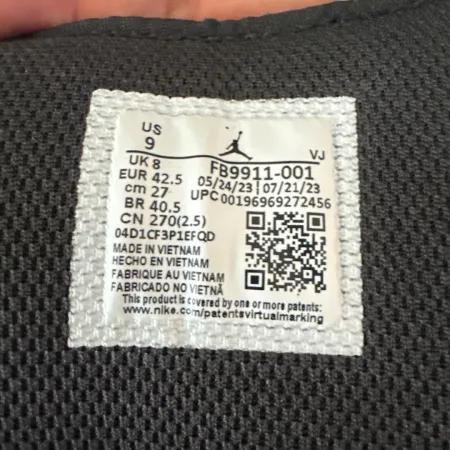 US
9
VJ
UK 8
FB9911-001
EUR 42.5
05/24/23 | 07/21/23
cm 27
UPC 00196969272456
BR 40.5
CN 270(2.5)
04D1CF3P1EFQD
MADE IN VIETNAM
HECHO EN VIETNAM
FABRIQUE AU VIETNAM
FABRICADO NO VIETNÃ
This product is covered by one or more patents:
www.nike.com/patentsvirtualmarking